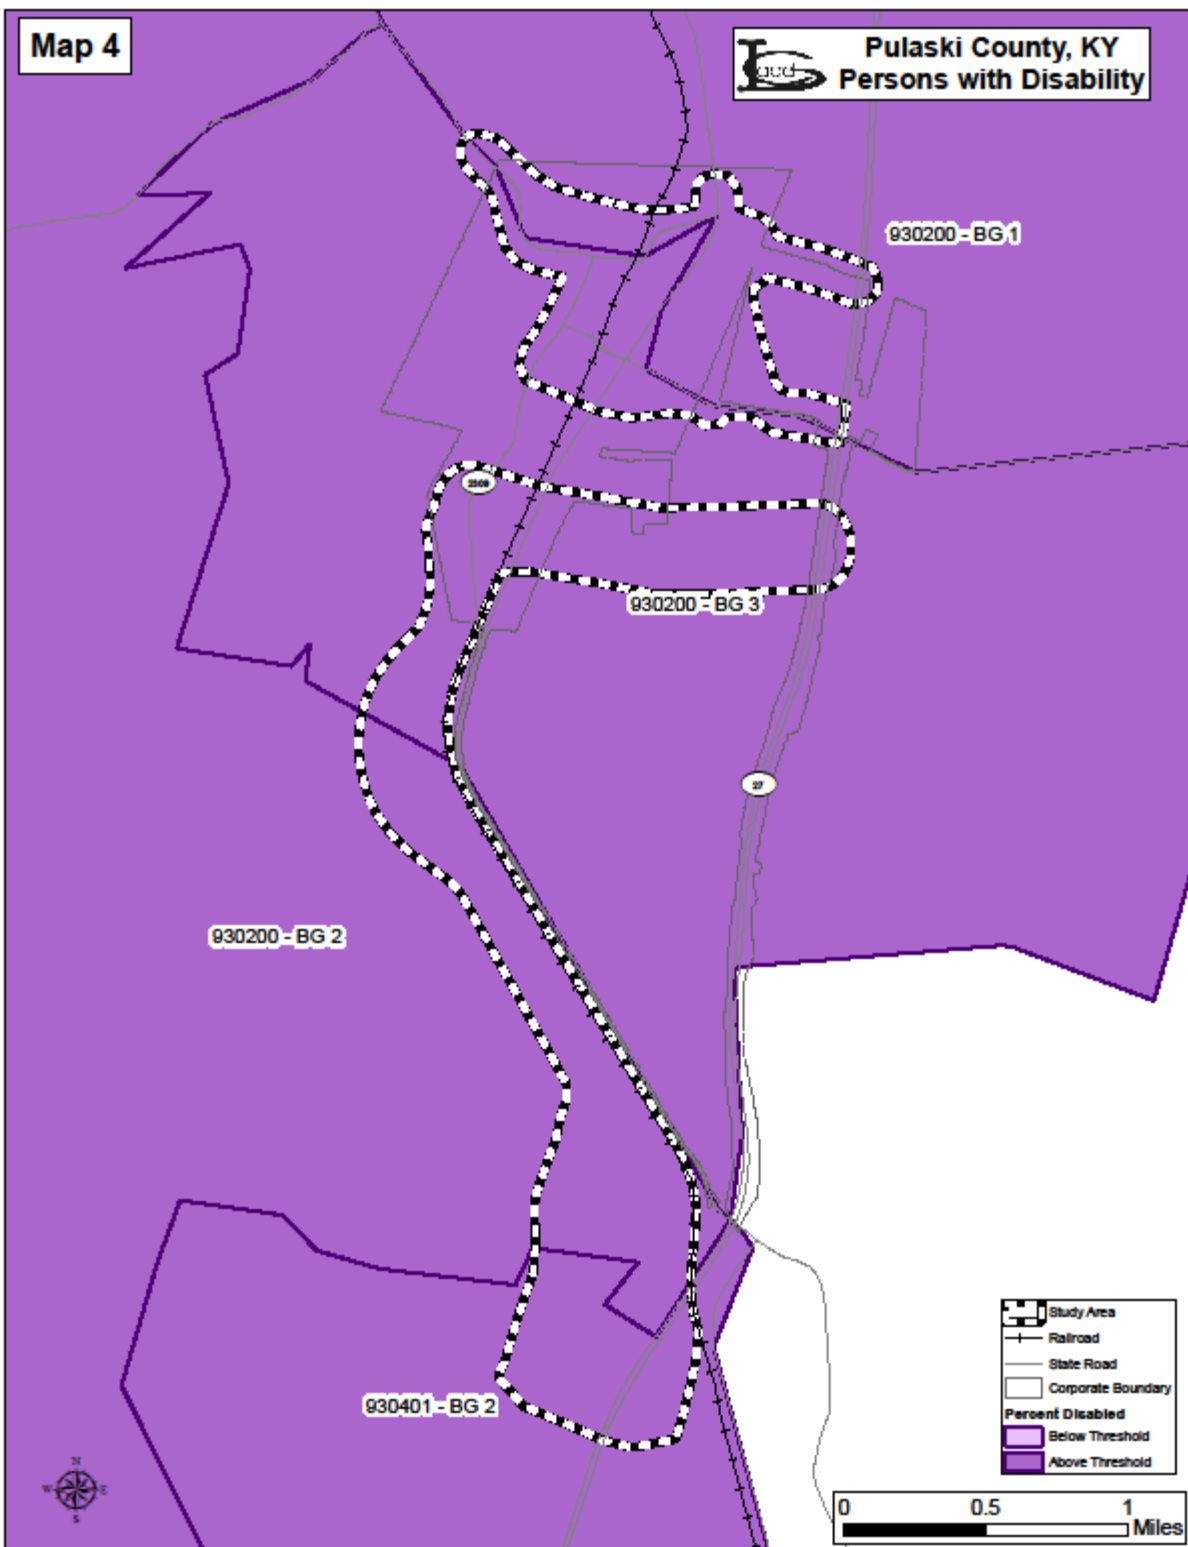 Map 4
Pulaski County, KY
Persons with Disability
930200 - BG 1
930200 - BG 3
27
930200 - BG 2
930401 - BG 2
Study Area
Railroad
State Road
Corporate Boundary
Percent Disabled
Below Threshold
Above Threshold
N
W E
S
0 0.5 1
Miles